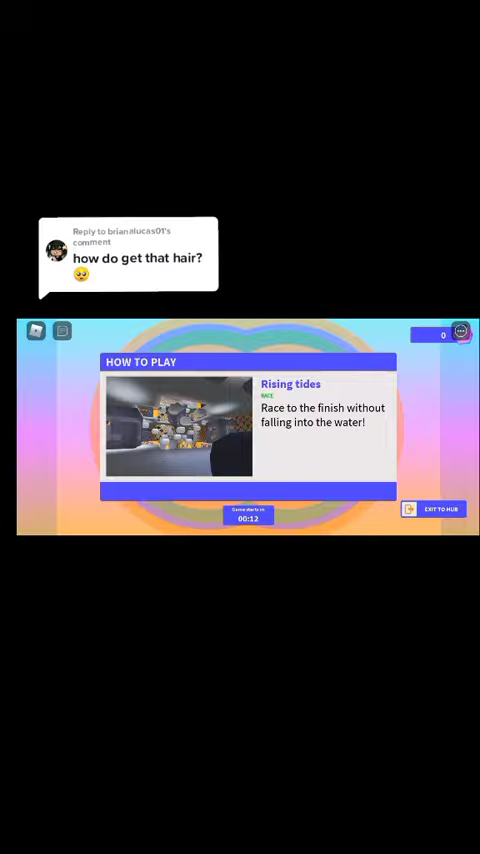 Reply to brianalucas01's
comment
how do get that hair?
🥺
0
HOW TO PLAY
Rising tides
RACE
Race to the finish without
falling into the water!
Game starts in
00:12
EXIT TO HUB